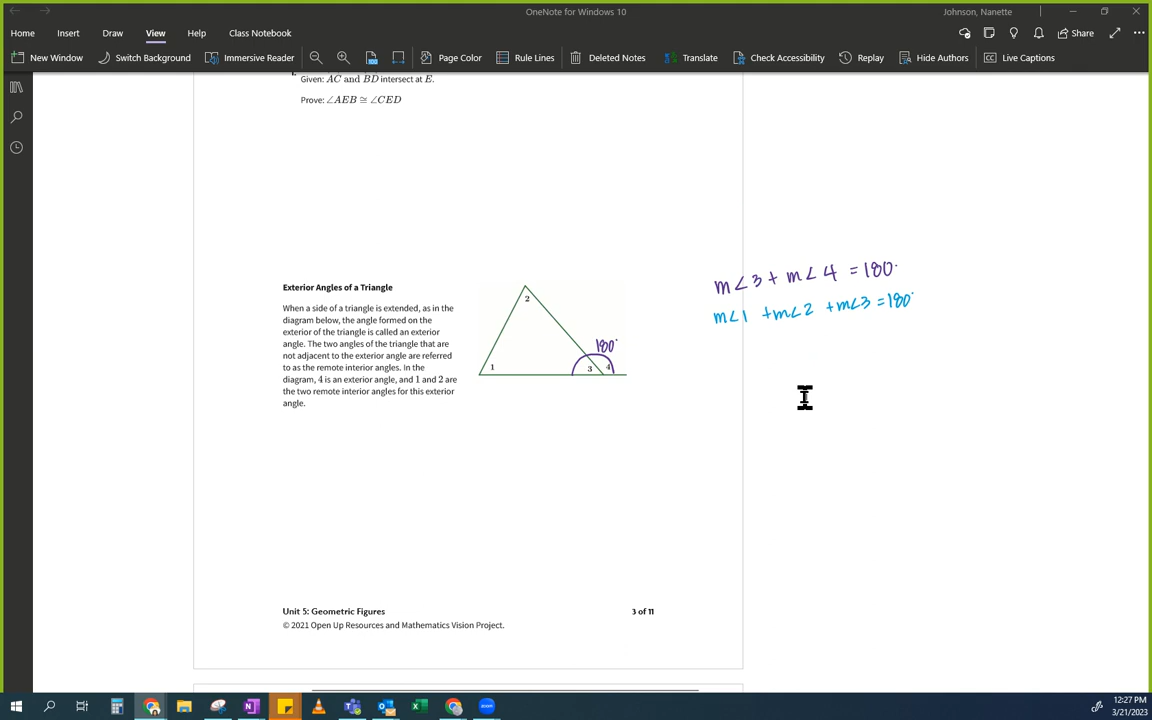 OneNote for Windows 10
Johnson, Nanette
Home Insert Draw View Help Class Notebook
Share
New Window Switch Background Immersive Reader Page Color Rule Lines Deleted Notes Translate Check Accessibility Replay Hide Authors Live Captions
Given: AC and BD intersect at E.
Prove: ∠AEB ≅ ∠CED
m∠3 + m∠4 = 180°
m∠1 + m∠2 + m∠3 = 180°
Exterior Angles of a Triangle
When a side of a triangle is extended, as in the
diagram below, the angle formed on the
exterior of the triangle is called an exterior
angle. The two angles of the triangle that are
not adjacent to the exterior angle are referred
to as the remote interior angles. In the
diagram, 4 is an exterior angle, and 1 and 2 are
the two remote interior angles for this exterior
angle.
2
180°
1 3 4
Unit 5: Geometric Figures 3 of 11
© 2021 Open Up Resources and Mathematics Vision Project.
12:27 PM
3/21/2023